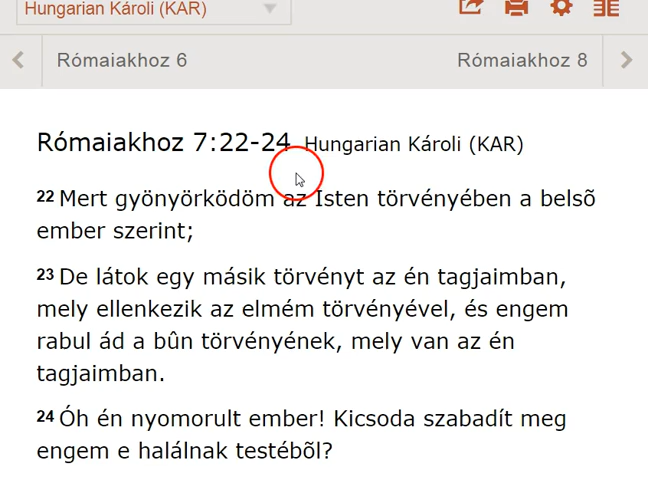 Hungarian Károli (KAR)
Rómaiakhoz 6 Rómaiakhoz 8
Rómaiakhoz 7:22-24 Hungarian Károli (KAR)
22 Mert gyönyörködöm az Isten törvényében a belsõ
ember szerint;
23 De látok egy másik törvényt az én tagjaimban,
mely ellenkezik az elmém törvényével, és engem
rabul ád a bûn törvényének, mely van az én
tagjaimban.
24 Óh én nyomorult ember! Kicsoda szabadít meg
engem e halálnak testébõl?